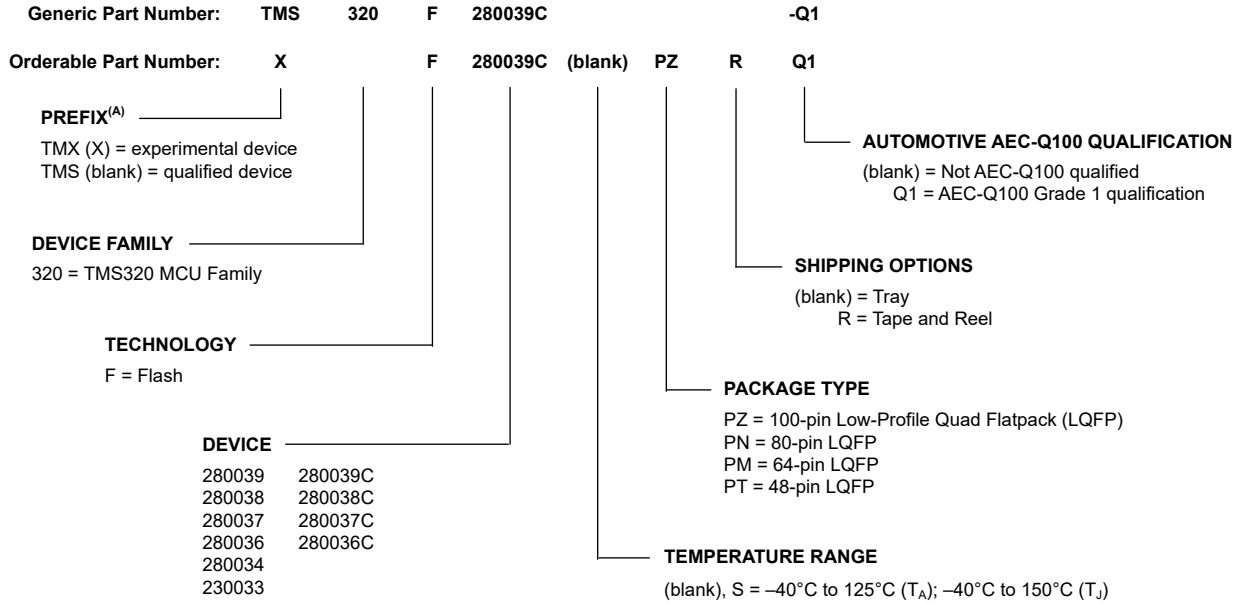 Generic Part Number: TMS 320 F 280039C -Q1
Orderable Part Number: X F 280039C (blank) PZ R Q1
PREFIX(A)
TMX (X) = experimental device
TMS (blank) = qualified device
AUTOMOTIVE AEC-Q100 QUALIFICATION
(blank) = Not AEC-Q100 qualified
Q1 = AEC-Q100 Grade 1 qualification
DEVICE FAMILY
320 = TMS320 MCU Family
SHIPPING OPTIONS
(blank) = Tray
R = Tape and Reel
TECHNOLOGY
F = Flash
PACKAGE TYPE
PZ = 100-pin Low-Profile Quad Flatpack (LQFP)
PN = 80-pin LQFP
PM = 64-pin LQFP
PT = 48-pin LQFP
DEVICE
280039 280039C
280038 280038C
280037 280037C
280036 280036C
280034
230033
TEMPERATURE RANGE
(blank), S = –40°C to 125°C (TA); –40°C to 150°C (TJ)